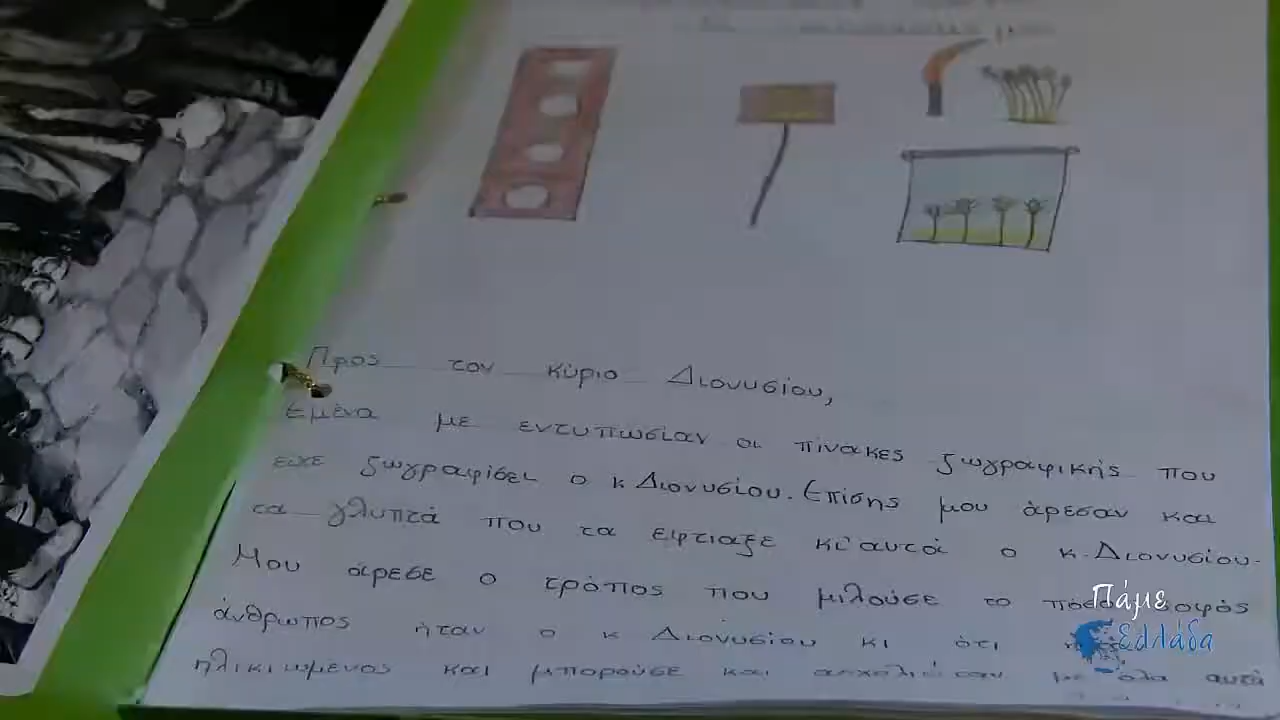 Προς τον κύριο Διονυσίου,
Εμένα με εντυπωσίαν οι πίνακες ζωγραφικής που
είχε ζωγραφίσει ο κ Διονυσίου. Επίσης μου άρεσαν και
τα γλυπτά που τα έφτιαξε κι' αυτά ο κ. Διονυσίου.
Μου άρεσε ο τρόπος που μιλούσε το πόσο σοφός
άνθρωπος ήταν ο κ Διονυσίου κι ότι
ηλικιωμένος και μπορούσε και με όλα αυτά
Πάμε
Ελλάδα